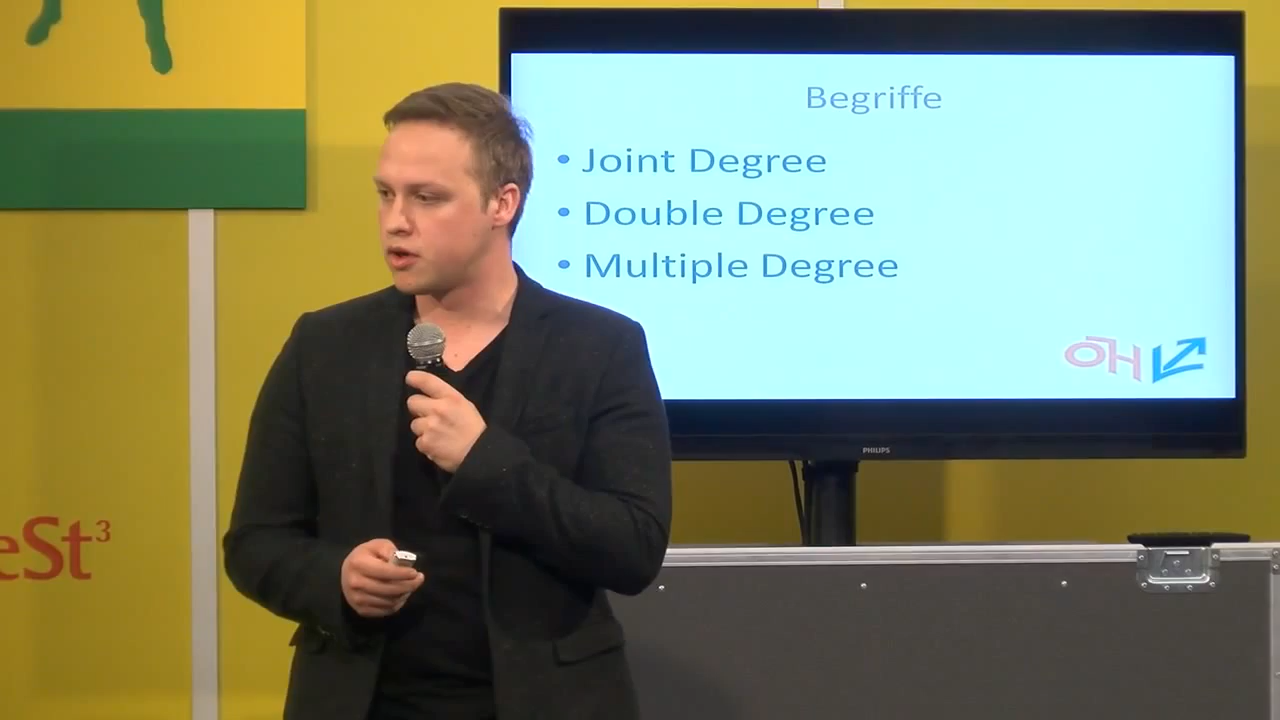 Begriffe
• Joint Degree
• Double Degree
• Multiple Degree
ÖH
PHILIPS
eSt³